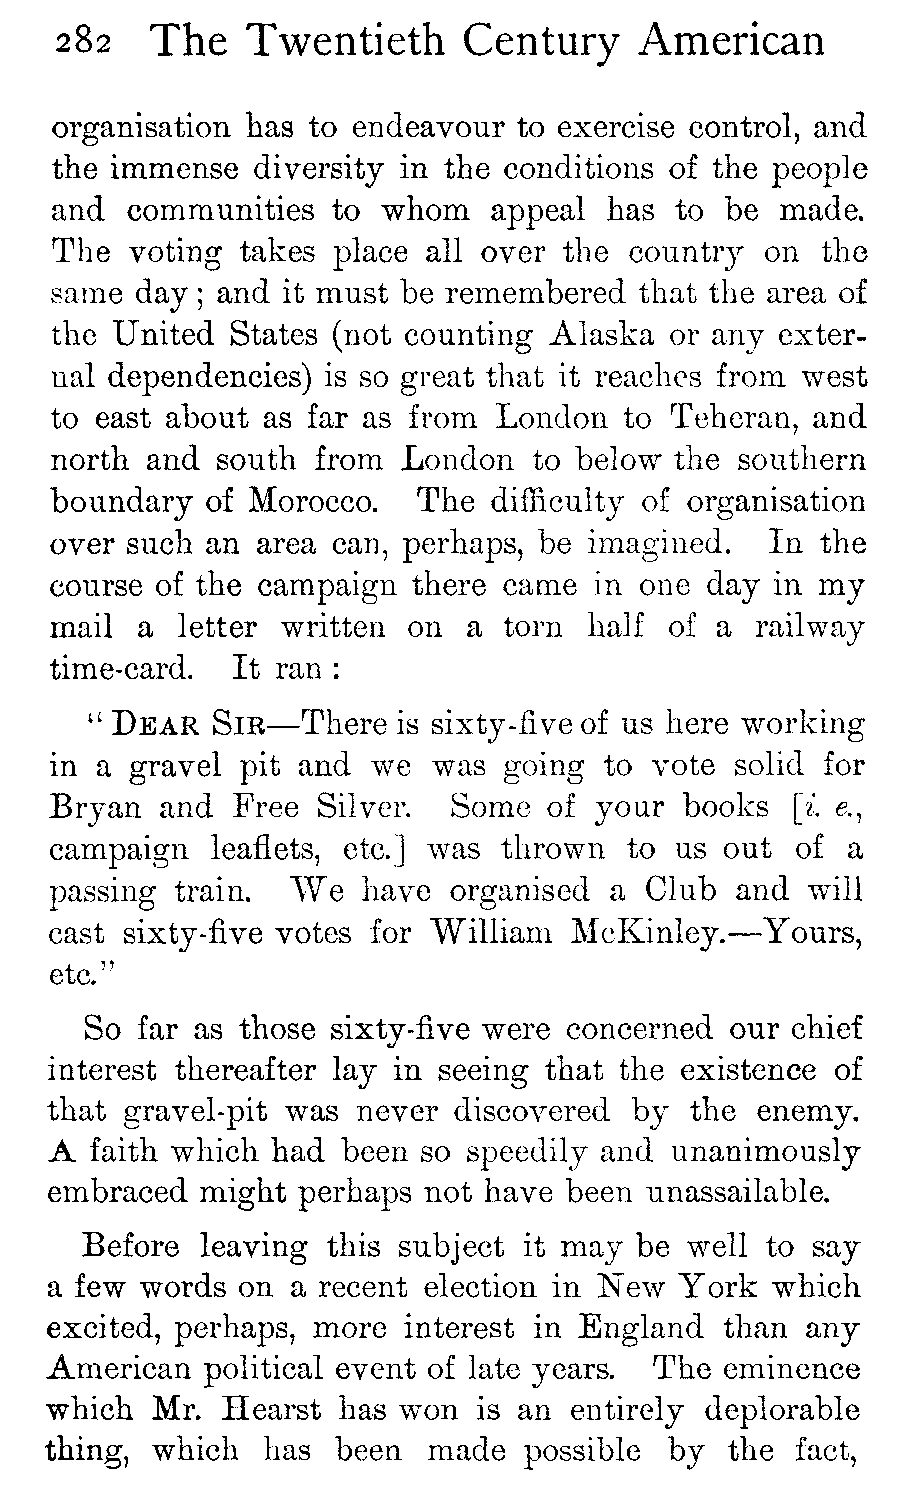 282 The Twentieth Century American
organisation has to endeavour to exercise control, and
the immense diversity in the conditions of the people
and communities to whom appeal has to be made.
The voting takes place all over the country on the
same day ; and it must be remembered that the area of
the United States (not counting Alaska or any exter-
nal dependencies) is so great that it reaches from west
to east about as far as from London to Teheran, and
north and south from London to below the southern
boundary of Morocco. The difficulty of organisation
over such an area can, perhaps, be imagined. In the
course of the campaign there came in one day in my
mail a letter written on a torn half of a railway
time-card. It ran :
“ DEAR SIR—There is sixty-five of us here working
in a gravel pit and we was going to vote solid for
Bryan and Free Silver. Some of your books [i. e.,
campaign leaflets, etc.] was thrown to us out of a
passing train. We have organised a Club and will
cast sixty-five votes for William McKinley.—Yours,
etc.”
So far as those sixty-five were concerned our chief
interest thereafter lay in seeing that the existence of
that gravel-pit was never discovered by the enemy.
A faith which had been so speedily and unanimously
embraced might perhaps not have been unassailable.
Before leaving this subject it may be well to say
a few words on a recent election in New York which
excited, perhaps, more interest in England than any
American political event of late years. The eminence
which Mr. Hearst has won is an entirely deplorable
thing, which has been made possible by the fact,